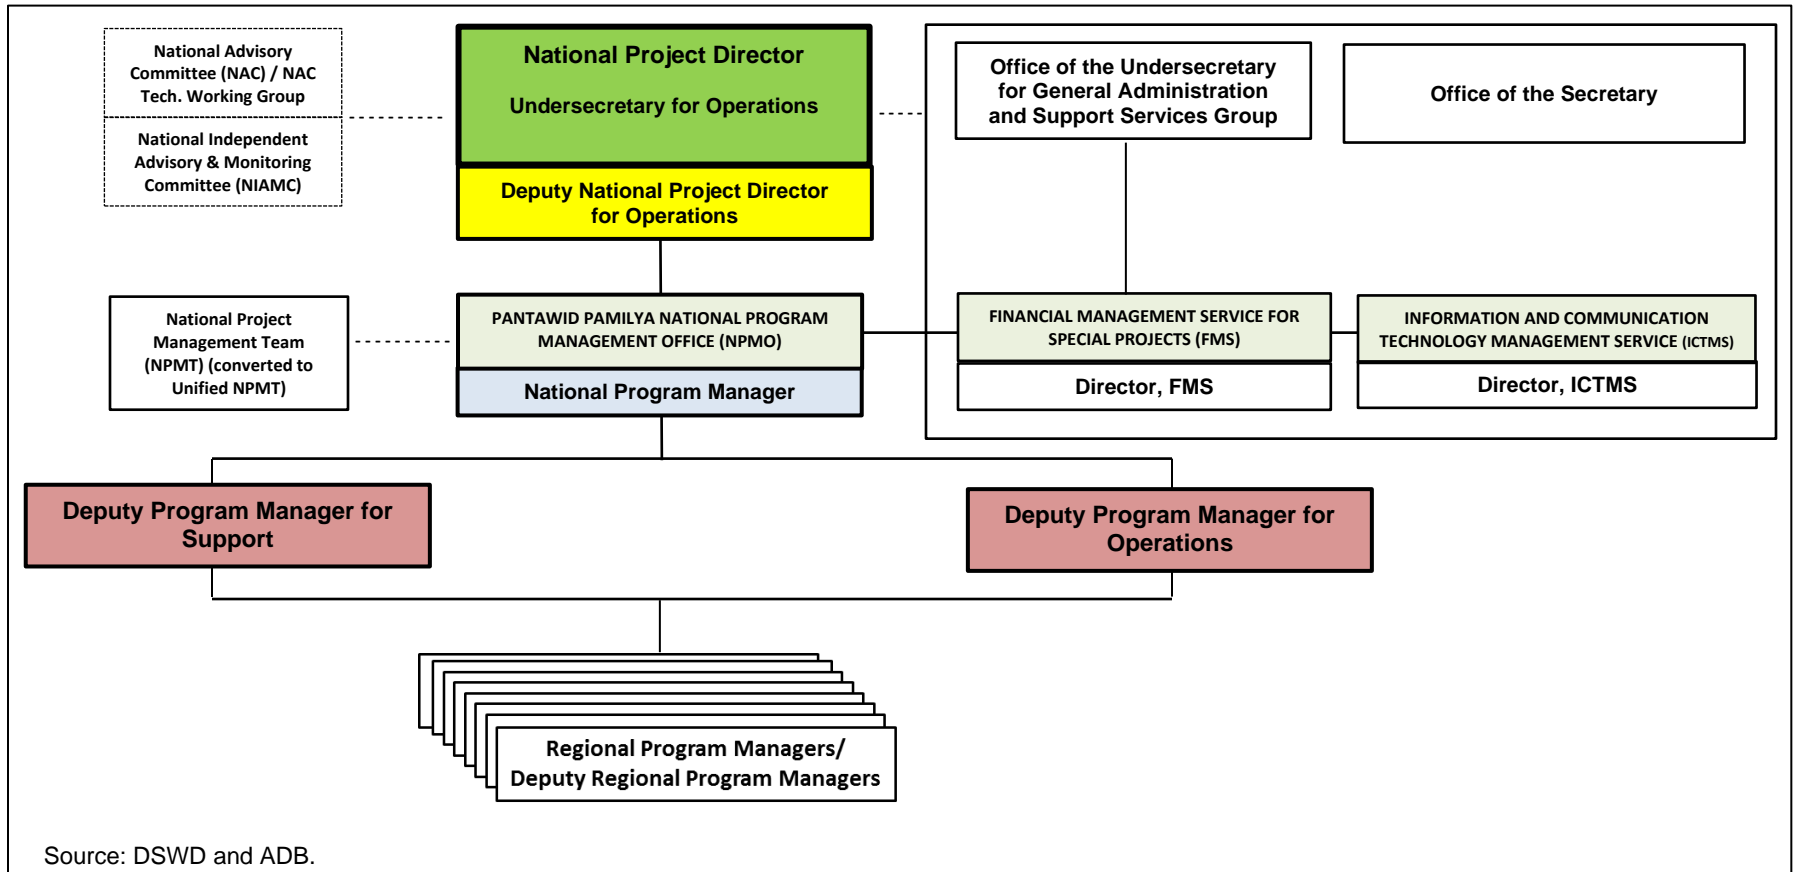 National Advisory
Committee (NAC) / NAC
Tech. Working Group
National Independent
Advisory & Monitoring
Committee (NIAMC)
National Project Director
Undersecretary for Operations
Deputy National Project Director
for Operations
Office of the Undersecretary
for General Administration
and Support Services Group
Office of the Secretary
National Project
Management Team
(NPMT) (converted to
Unified NPMT)
PANTAWID PAMILYA NATIONAL PROGRAM
MANAGEMENT OFFICE (NPMO)
National Program Manager
FINANCIAL MANAGEMENT SERVICE FOR
SPECIAL PROJECTS (FMS)
Director, FMS
INFORMATION AND COMMUNICATION
TECHNOLOGY MANAGEMENT SERVICE (ICTMS)
Director, ICTMS
Deputy Program Manager for
Support
Deputy Program Manager for
Operations
Regional Program Managers/
Deputy Regional Program Managers
Source: DSWD and ADB.